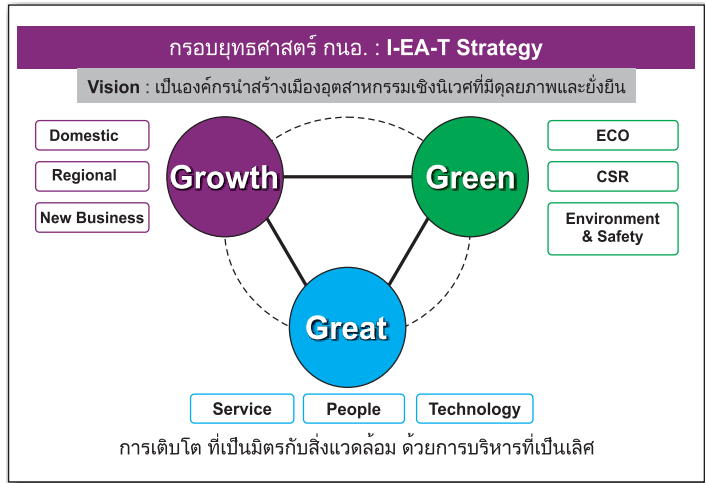 กรอบยุทธศาสตร์ กนอ. : I-EA-T Strategy
Vision : เป็นองค์กรนำสร้างเมืองอุตสาหกรรมเชิงนิเวศที่มีดุลยภาพและยั่งยืน
Domestic
Regional
New Business
Growth
Green
ECO
CSR
Environment
& Safety
Great
Service
People
Technology
การเติบโต ที่เป็นมิตรกับสิ่งแวดล้อม ด้วยการบริหารที่เป็นเลิศ